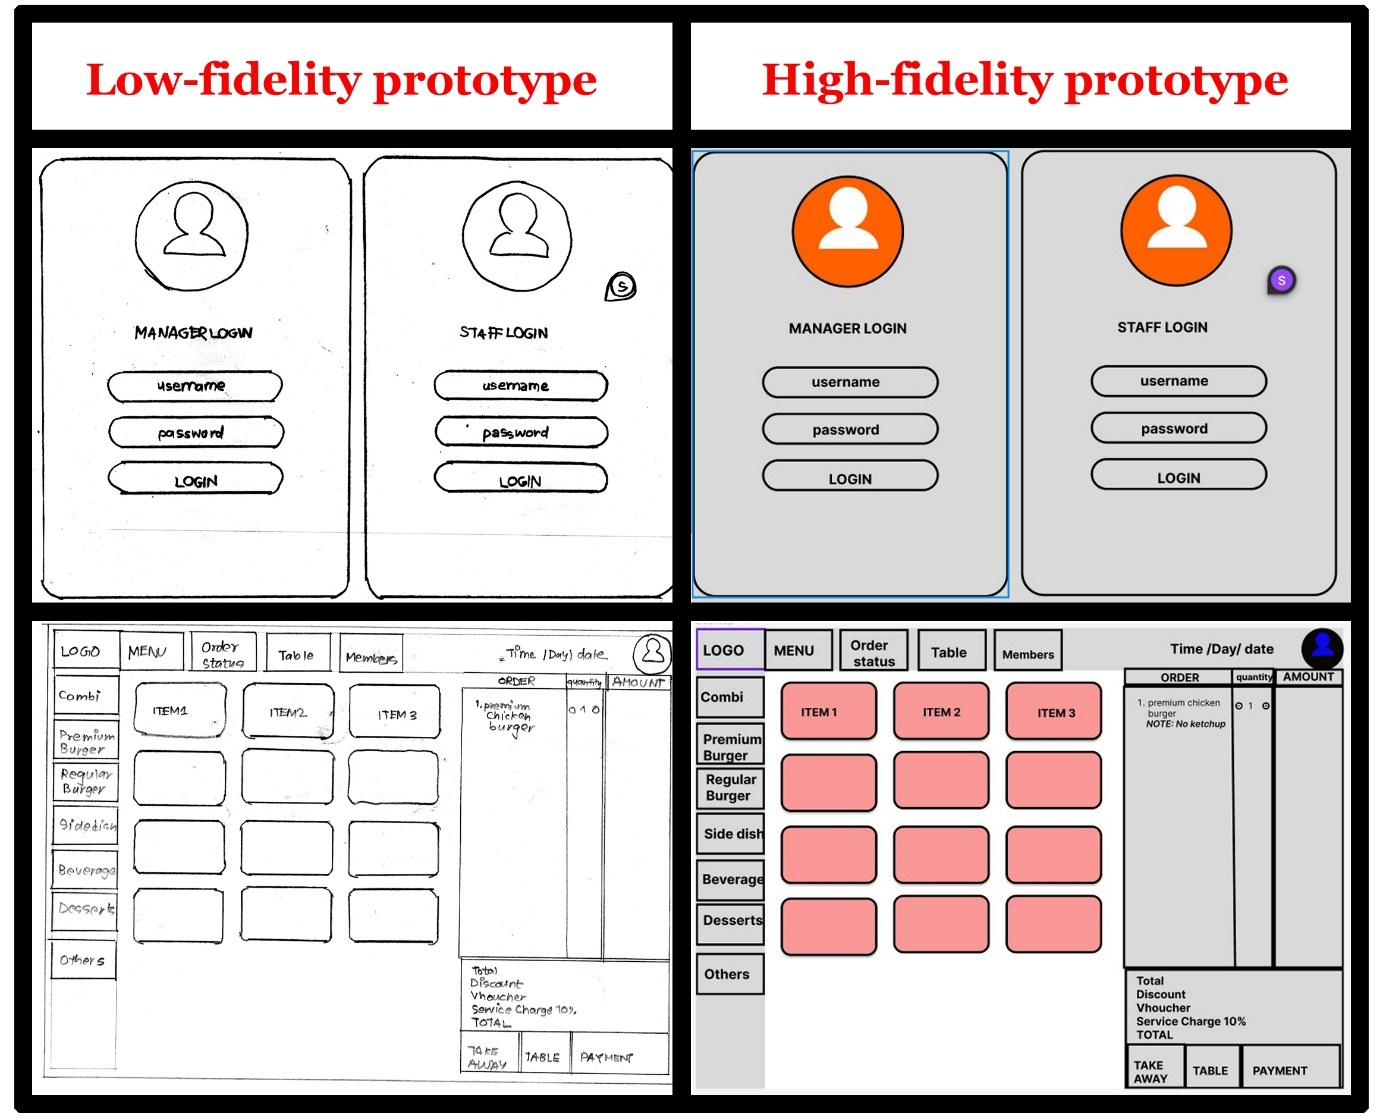 Low-fidelity prototype
High-fidelity prototype
MANAGER LOGIN
username
password
LOGIN
STAFF LOGIN
S
username
password
LOGIN
MANAGER LOGIN
username
password
LOGIN
STAFF LOGIN
S
username
password
LOGIN
LOGO
MENU
Order
status
Table
Members
Time /Day/ date
Combi
Premium
Burger
Regular
Burger
Sidedish
Beverage
Desserts
Others
ITEM1
ITEM2
ITEM 3
ORDER
quantity
AMOUNT
1. premium
Chicken
burger
0 1 0
Total
Discount
Vhoucher
Service Charge 10%
TOTAL
TAKE
AWAY
TABLE
PAYMENT
LOGO
MENU
Order
status
Table
Members
Time /Day/ date
Combi
Premium
Burger
Regular
Burger
Side dish
Beverage
Desserts
Others
ITEM 1
ITEM 2
ITEM 3
ORDER
quantity
AMOUNT
1. premium chicken
burger
NOTE: No ketchup
1
Total
Discount
Vhoucher
Service Charge 10%
TOTAL
TAKE
AWAY
TABLE
PAYMENT